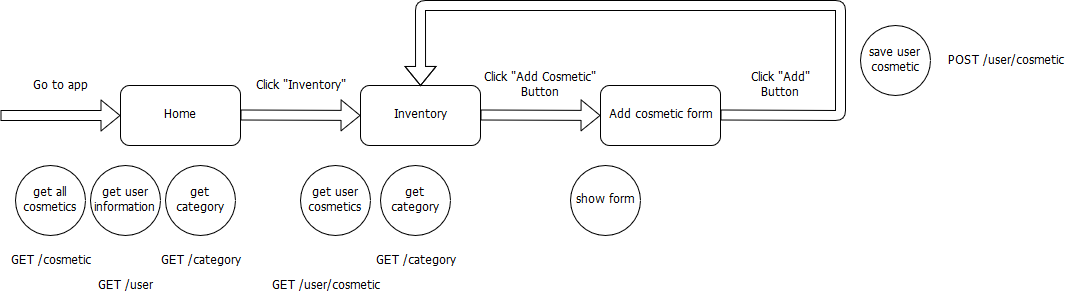 save user
cosmetic
POST /user/cosmetic
Go to app
Click "Inventory"
Click "Add Cosmetic"
Button
Click "Add"
Button
Home
Inventory
Add cosmetic form
get all
cosmetics
get user
information
get
category
get user
cosmetics
get
category
show form
GET /cosmetic
GET /category
GET /category
GET /user
GET /user/cosmetic